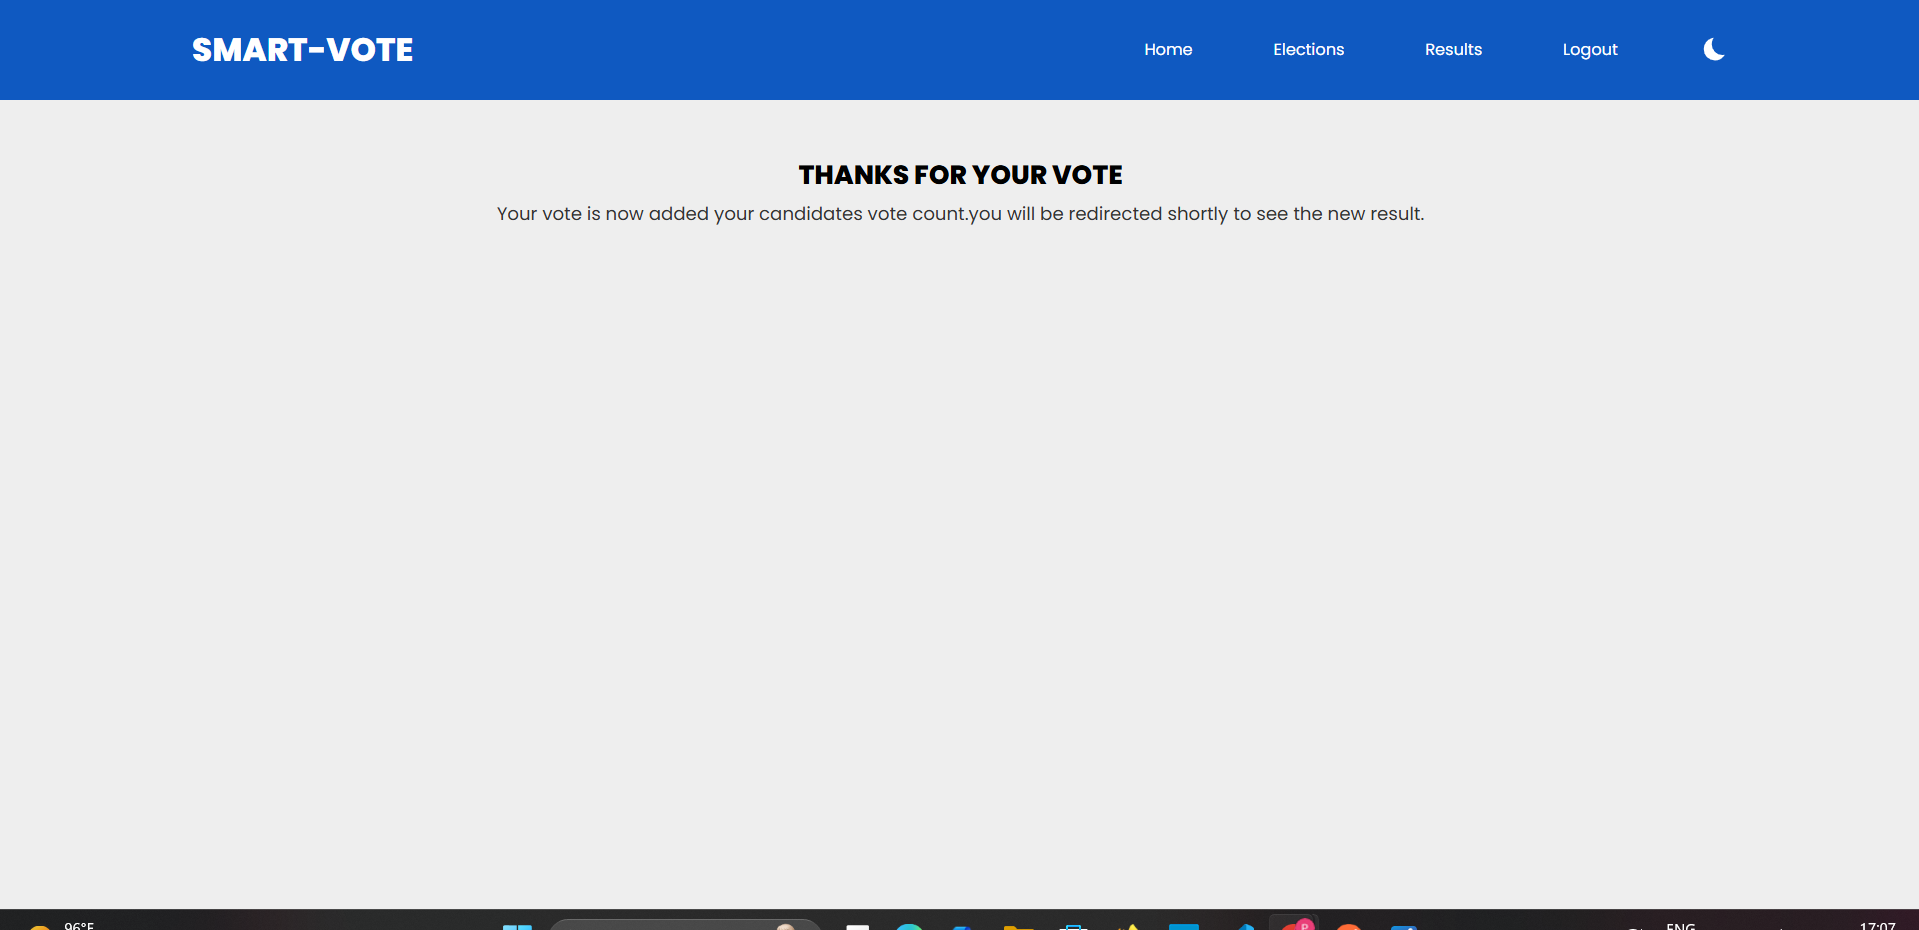 SMART-VOTE
Home Elections Results Logout
THANKS FOR YOUR VOTE
Your vote is now added your candidates vote count.you will be redirected shortly to see the new result.
96°F
ENG
17:07